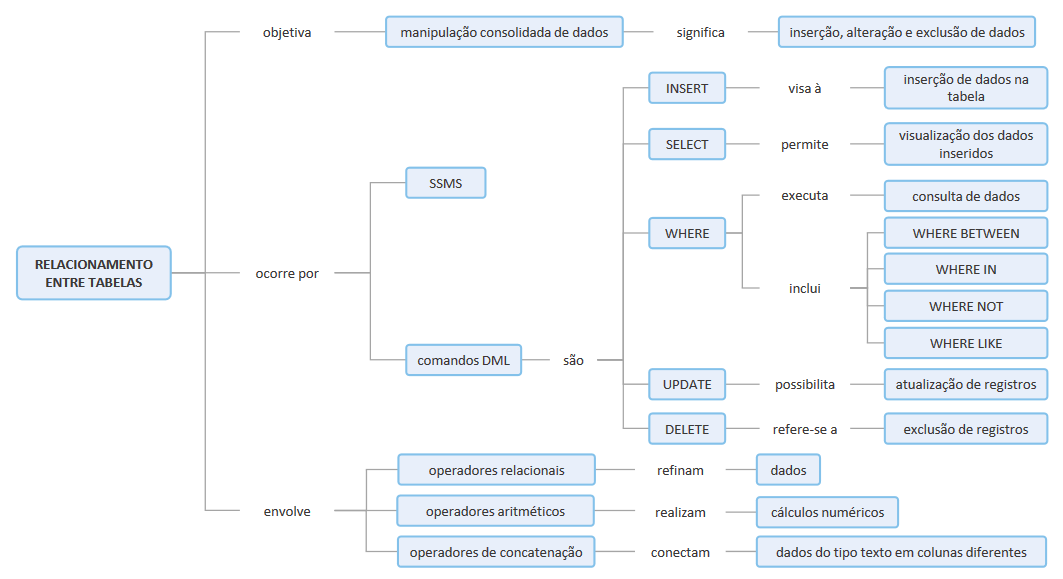 RELACIONAMENTO
ENTRE TABELAS
objetiva
manipulação consolidada de dados
significa
inserção, alteração e exclusão de dados
ocorre por
SSMS
comandos DML
são
INSERT
visa à
inserção de dados na
tabela
SELECT
permite
visualização dos dados
inseridos
WHERE
executa
consulta de dados
inclui
WHERE BETWEEN
WHERE IN
WHERE NOT
WHERE LIKE
UPDATE
possibilita
atualização de registros
DELETE
refere-se a
exclusão de registros
envolve
operadores relacionais
refinam
dados
operadores aritméticos
realizam
cálculos numéricos
operadores de concatenação
conectam
dados do tipo texto em colunas diferentes